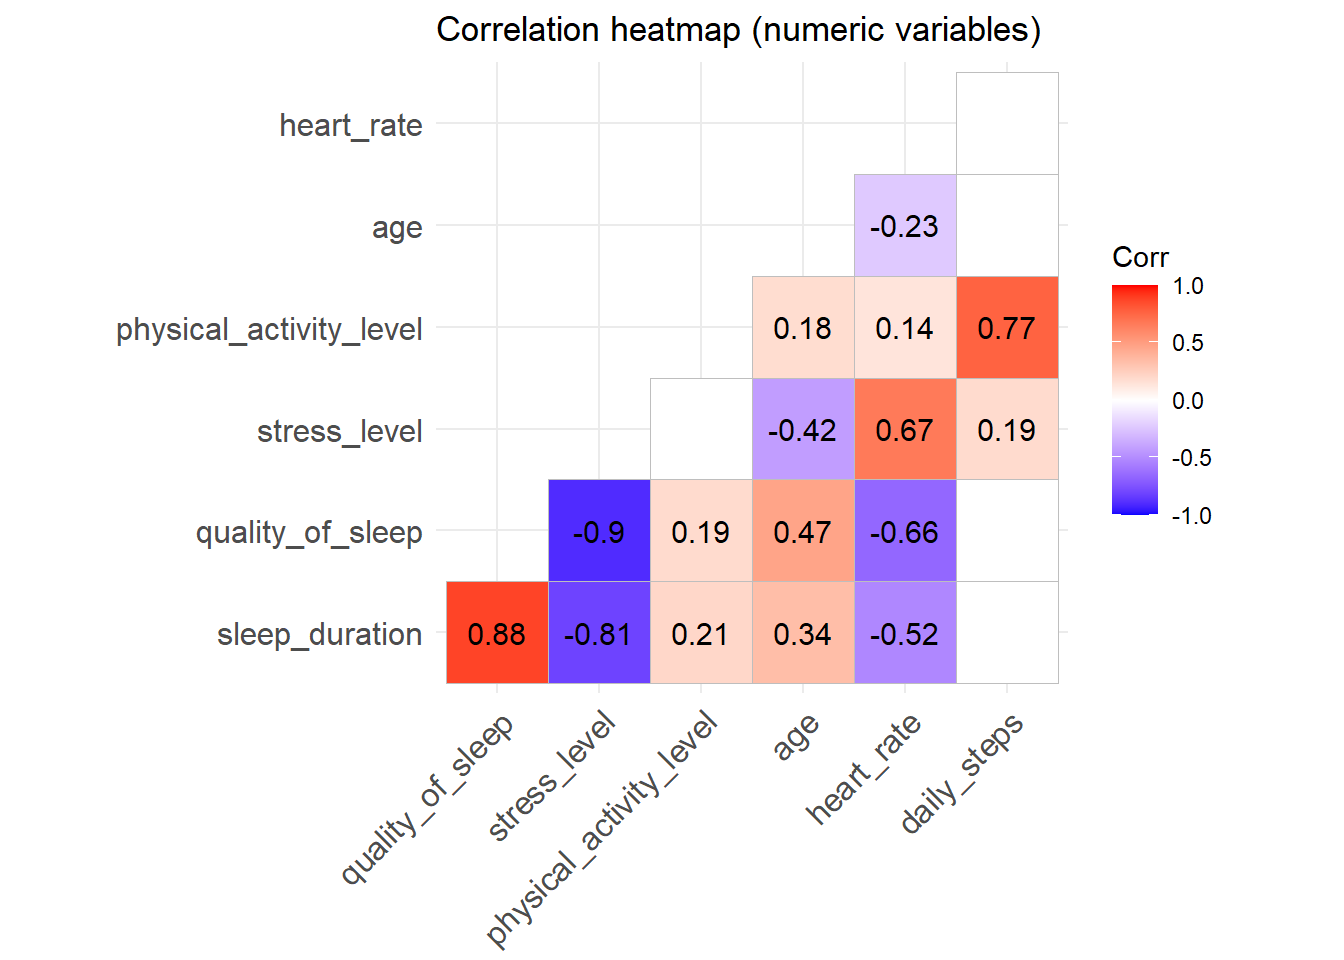 Correlation heatmap (numeric variables)
heart_rate
age
-0.23
physical_activity_level
0.18 0.14 0.77
stress_level
-0.42 0.67 0.19
quality_of_sleep
-0.9 0.19 0.47 -0.66
sleep_duration
0.88 -0.81 0.21 0.34 -0.52
quality_of_sleep
stress_level
physical_activity_level
age
heart_rate
daily_steps
Corr
1.0
0.5
0.0
-0.5
-1.0